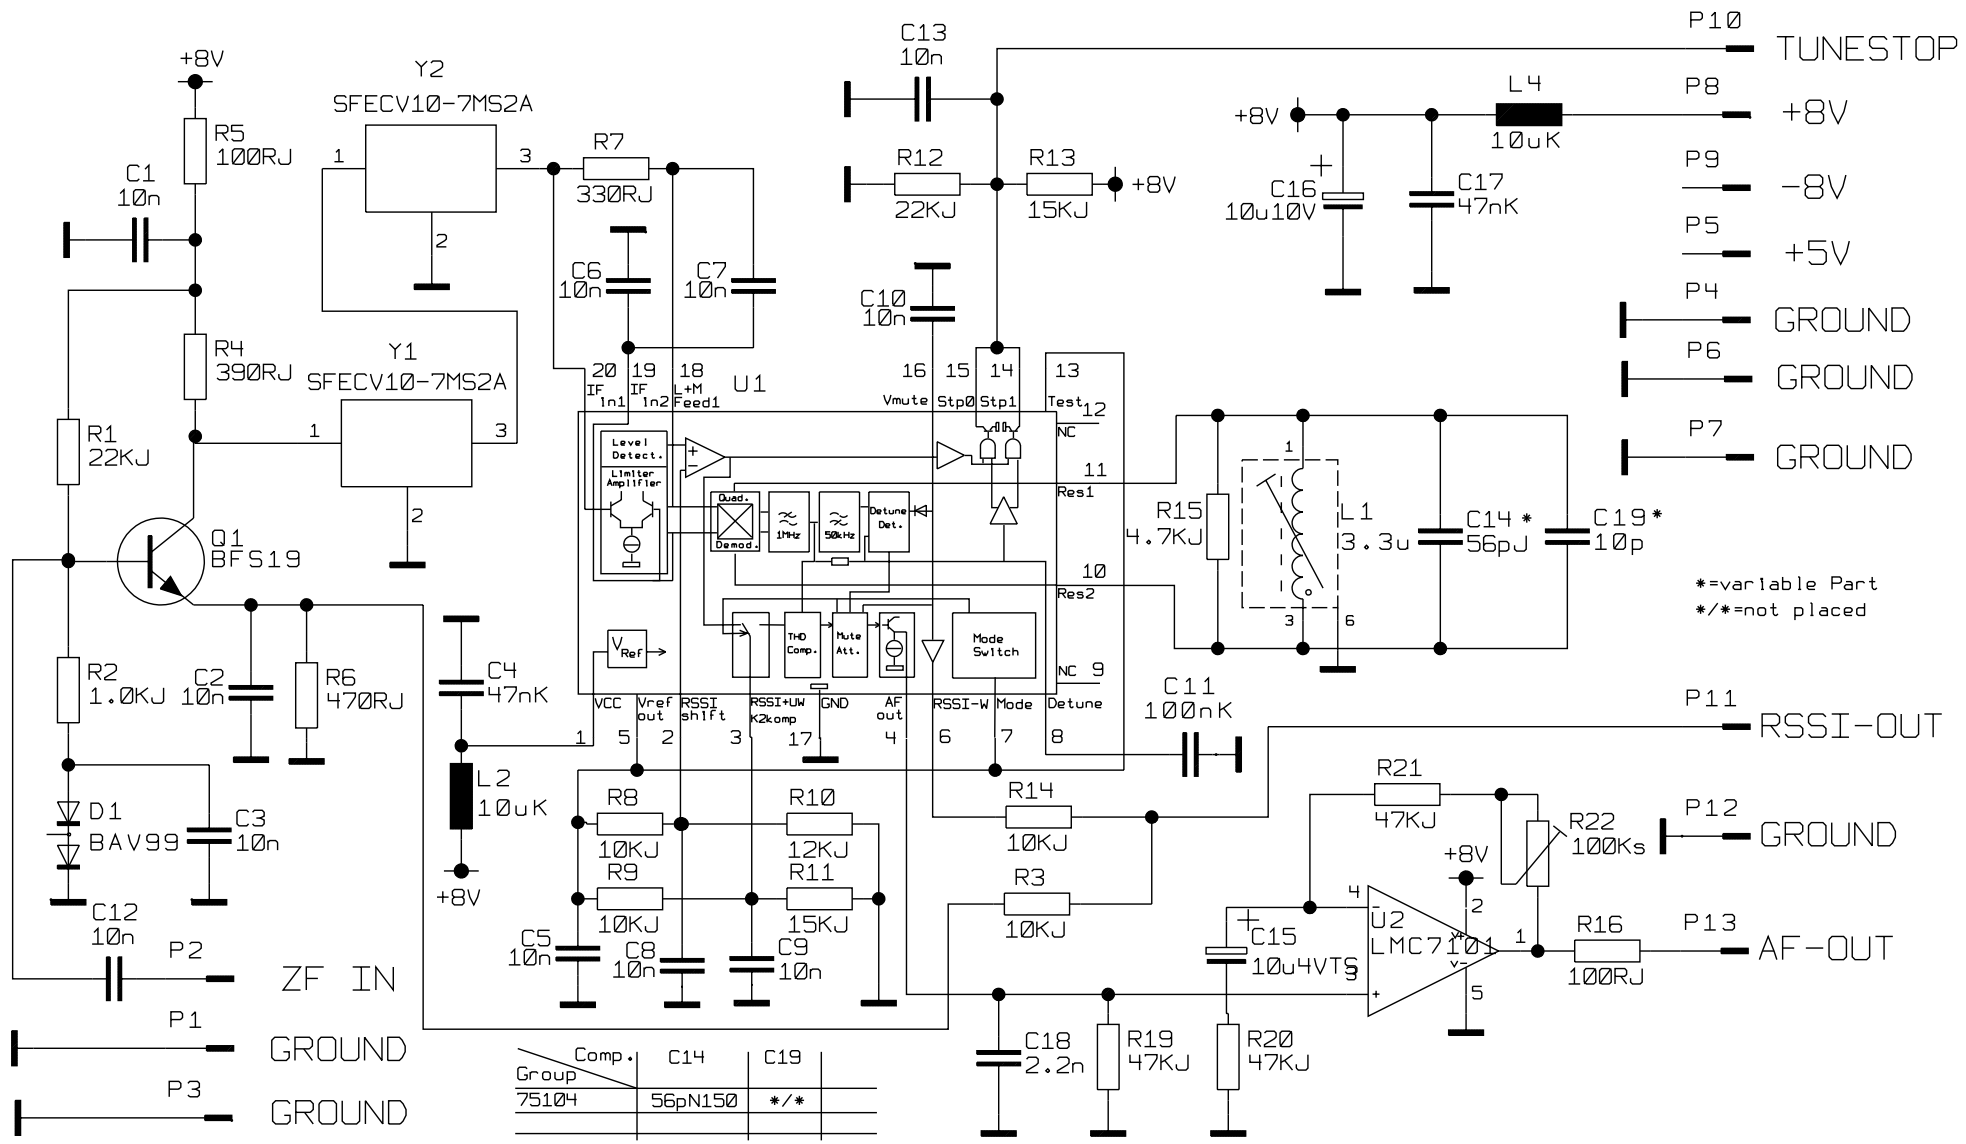 +8V
R5
100RJ
C1
10n
Y2
SFECV10-7MS2A
1
3
2
R7
330RJ
C6
10n
C7
10n
R4
390RJ
Y1
SFECV10-7MS2A
1
3
2
R1
22KJ
Q1
BFS19
R2
1.0KJ
C2
10n
R6
470RJ
D1
BAV99
C3
10n
C12
10n
P2
ZF IN
P1
GROUND
P3
GROUND
C4
47nK
L2
10uK
+8V
C13
10n
R12
22KJ
R13
15KJ
+8V
C10
10n
20 19 18
U1
IF In1
IF In2
L+M Feed1
16 15 14 13
Vmute Stp0 Stp1 Test
12
NC
11
Res1
10
Res2
NC 9
Level
Detect.
Limiter
Amplifier
+
-
Quad.
Demod.
1MHz
50kHz
Detune
Det.
V Ref
THD
Comp.
Mute
Att.
Mode
Switch
VCC
Vref out
RSSI shift
RSSI+UW
K2komp
GND
AF out
RSSI-W
Mode
Detune
1 5 2 3 17 4 6 7 8
R8
10KJ
R10
12KJ
R9
10KJ
R11
15KJ
C5
10n
C8
10n
C9
10n
R14
10KJ
R3
10KJ
C11
100nK
P10
TUNESTOP
+8V
L4
10uK
P8
+8V
+
C16
10u10V
C17
47nK
P9
-8V
P5
+5V
P4
GROUND
P6
GROUND
P7
GROUND
R15
4.7KJ
1
3
6
L1
3.3u
C14*
56pJ
C19*
10p
*=variable Part
*/*=not placed
P11
RSSI-OUT
R21
47KJ
R22
100Ks
P12
GROUND
+8V
4
2
-
U2
LMC7101
V+
V-
1
3
+
5
R16
100RJ
P13
AF-OUT
+
C15
10u4VTS
C18
2.2n
R19
47KJ
R20
47KJ
Comp. C14 C19
Group
75104 56pN150 */*